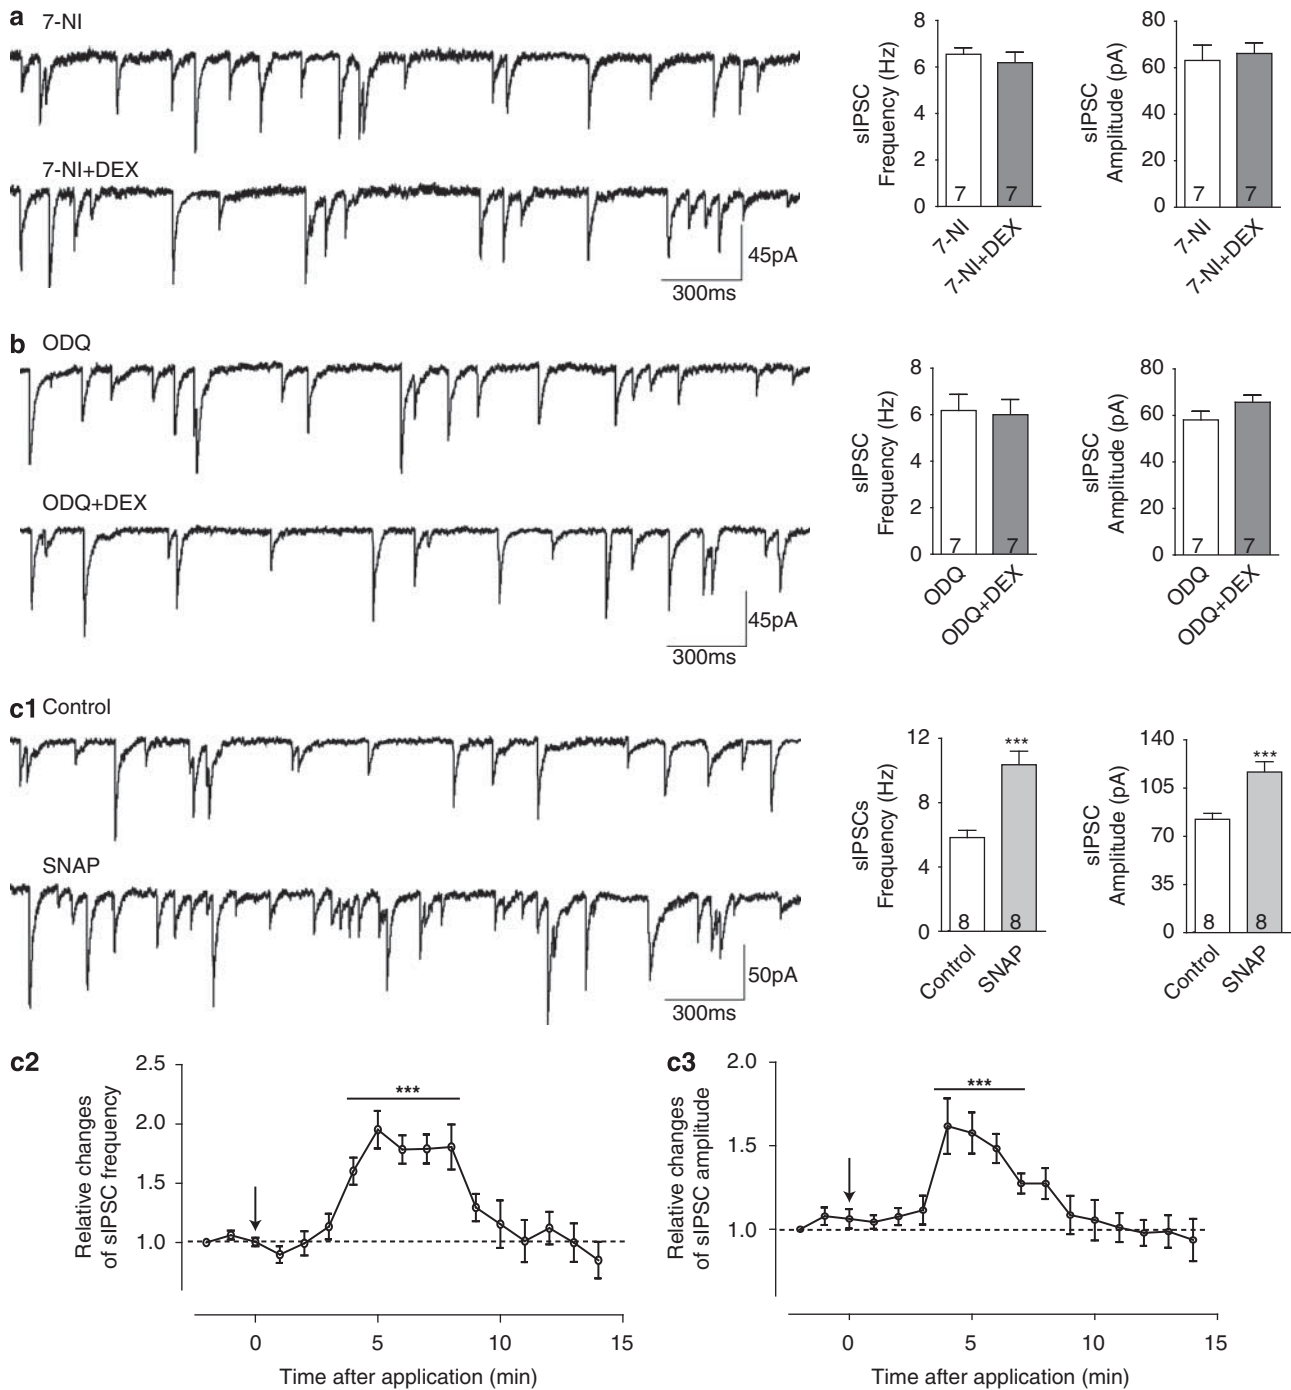 a
7-NI
7-NI+DEX
45pA
300ms
sIPSC
Frequency (Hz)
8
6
4
2
0
7
7
7-NI
7-NI+DEX
sIPSC
Amplitude (pA)
80
60
40
20
0
7
7
7-NI
7-NI+DEX
b
ODQ
ODQ+DEX
45pA
300ms
sIPSC
Frequency (Hz)
8
6
4
2
0
7
7
ODQ
ODQ+DEX
sIPSC
Amplitude (pA)
80
60
40
20
0
7
7
ODQ
ODQ+DEX
c1
Control
SNAP
50pA
300ms
sIPSCs
Frequency (Hz)
12
8
4
0
***
8
8
Control
SNAP
sIPSC
Amplitude (pA)
140
105
70
35
0
***
8
8
Control
SNAP
c2
Relative changes
of sIPSC frequency
2.5
2.0
1.5
1.0
***
0
5
10
15
Time after application (min)
c3
Relative changes
of sIPSC amplitude
2.0
1.5
1.0
***
0
5
10
15
Time after application (min)